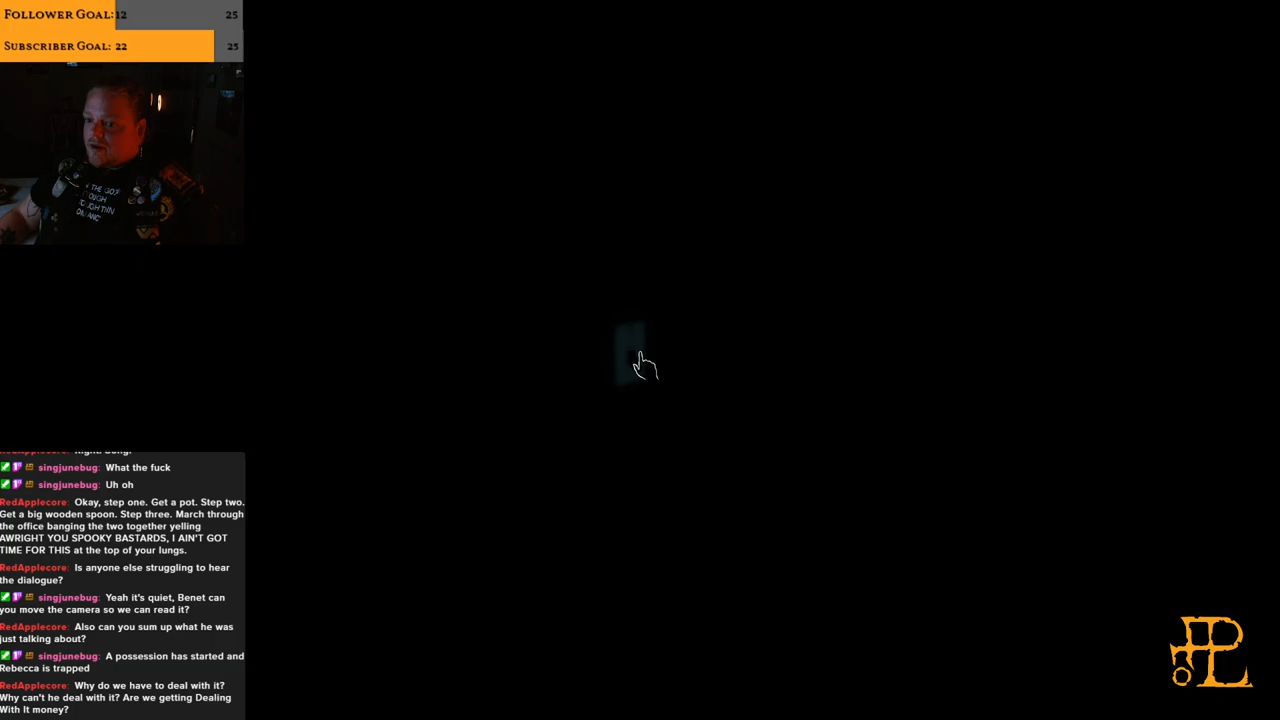 Follower Goal: 12 25
Subscriber Goal: 22 25
singjunebug: What the fuck
singjunebug: Uh oh
RedApplecore: Okay, step one. Get a pot. Step two.
Get a big wooden spoon. Step three. March through
the office banging the two together yelling
AWRIGHT YOU SPOOKY BASTARDS, I AIN'T GOT
TIME FOR THIS at the top of your lungs.
RedApplecore: Is anyone else struggling to hear
the dialogue?
singjunebug: Yeah it's quiet, Benet can
you move the camera so we can read it?
RedApplecore: Also can you sum up what he was
just talking about?
singjunebug: A possession has started and
Rebecca is trapped
RedApplecore: Why do we have to deal with it?
Why can't he deal with it? Are we getting Dealing
With It money?